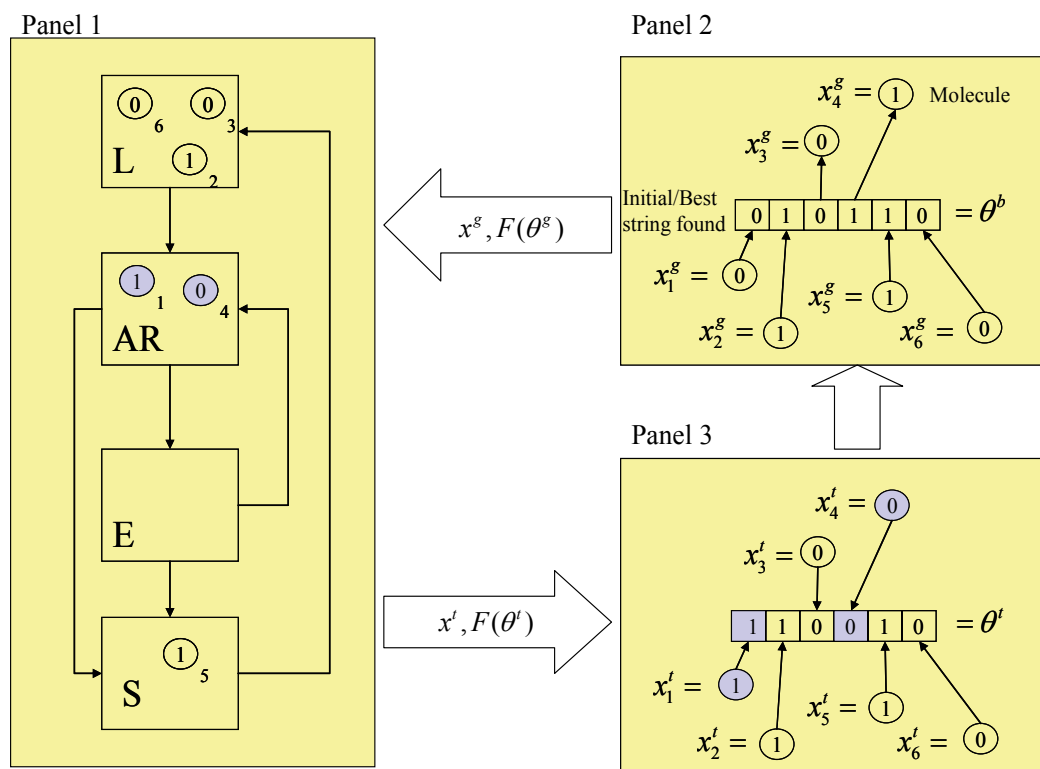 Panel 1
0 6
0 3
1 2
L
1 1
0 4
AR
E
1 5
S
x^g, F(θ^g)
x^t, F(θ^t)
Panel 2
x_4^g = 1 Molecule
x_3^g = 0
Initial/Best
string found
0 1 0 1 1 0 = θ^b
x_1^g = 0
x_5^g = 1
x_2^g = 1
x_6^g = 0
Panel 3
x_4^t = 0
x_3^t = 0
1 1 0 0 1 0 = θ^t
x_1^t = 1
x_5^t = 1
x_2^t = 1
x_6^t = 0